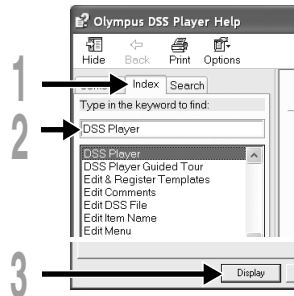 Olympus DSS Player Help
Hide Back Print Options
1
Index Search
Type in the keyword to find:
2
DSS Player
DSS Player
DSS Player Guided Tour
Edit & Register Templates
Edit Comments
Edit DSS File
Edit Item Name
Edit Menu
3
Display